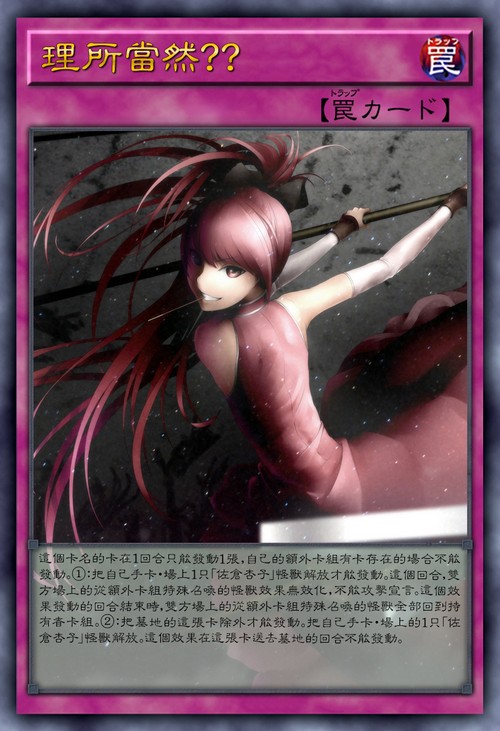 理所當然??
トラップ
罠
トラップ
【罠カード】
這個卡名的卡在1回合只能發動1張,自己的額外卡組有卡存在的場合不能
發動。①:把自己手卡・場上1只「佐倉杏子」怪獸解放才能發動。這個回合,雙
方場上的從額外卡組特殊召喚的怪獸效果無效化,不能攻擊宣言。這個效
果發動的回合結束時,雙方場上的從額外卡組特殊召喚的怪獸全部回到持
有者卡組。②:把墓地的這張卡除外才能發動。把自己手卡・場上的1只「佐
倉杏子」怪獸解放。這個效果在這張卡送去墓地的回合不能發動。